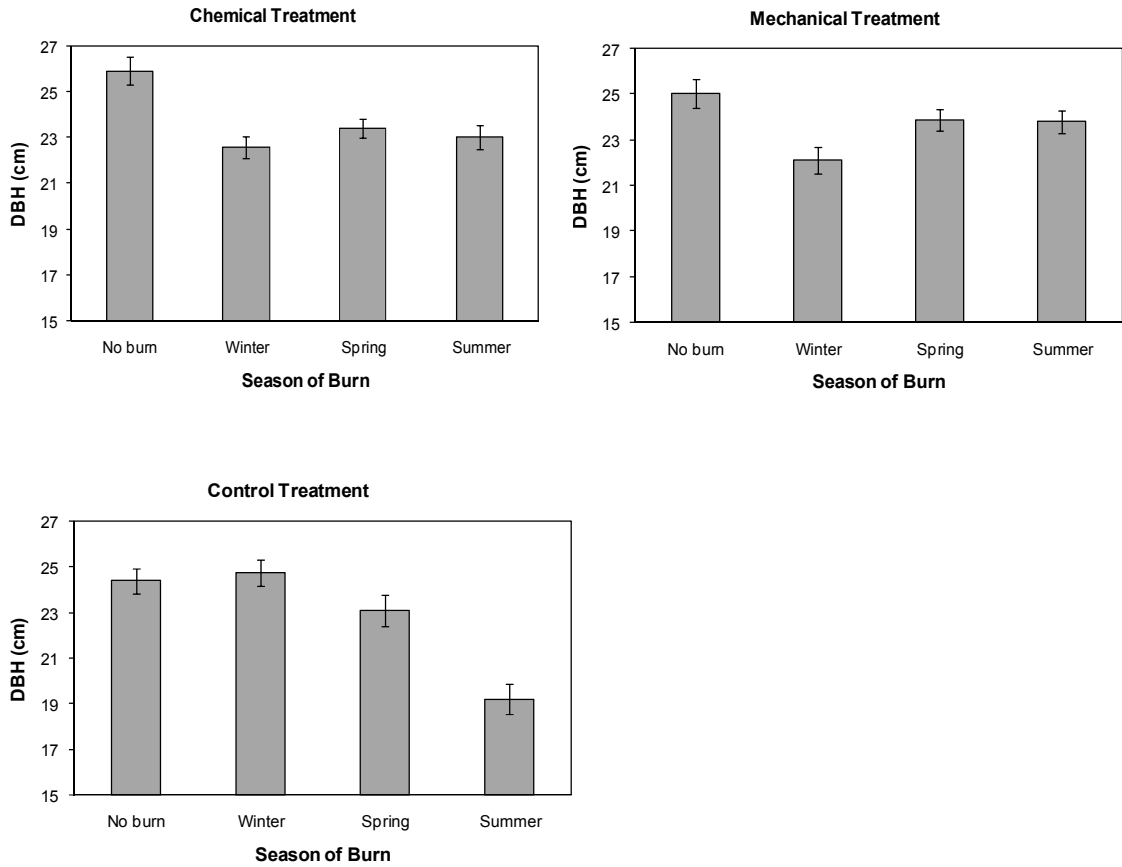 Chemical Treatment
27
25
23
21
19
17
15
DBH (cm)
No burn Winter Spring Summer
Season of Burn
Mechanical Treatment
27
25
23
21
19
17
15
DBH (cm)
No burn Winter Spring Summer
Season of Burn
Control Treatment
27
25
23
21
19
17
15
DBH (cm)
No burn Winter Spring Summer
Season of Burn